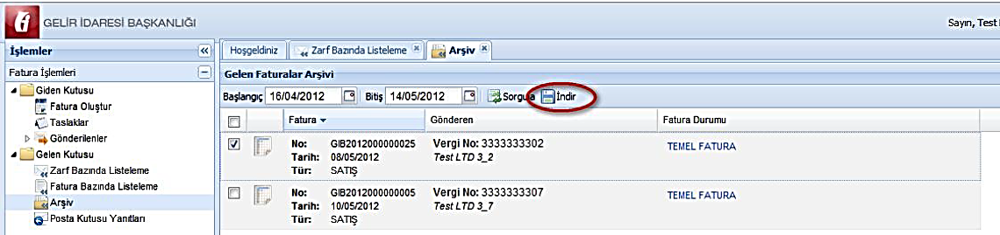 GELİR İDARESİ BAŞKANLIĞI
Sayın, Test
İşlemler
Hoşgeldiniz Zarf Bazında Listeleme Arşiv
Fatura İşlemleri
Gelen Faturalar Arşivi
Giden Kutusu
Fatura Oluştur
Taslaklar
Gönderilenler
Gelen Kutusu
Zarf Bazında Listeleme
Fatura Bazında Listeleme
Arşiv
Posta Kutusu Yanıtları
Başlangıç 16/04/2012 Bitiş 14/05/2012 Sorgula İndir
Fatura Gönderen Fatura Durumu
No: GIB2012000000025 Vergi No: 3333333302 TEMEL FATURA
Tarih: 08/05/2012 Test LTD 3_2
Tür: SATIŞ
No: GIB2012000000005 Vergi No: 3333333307 TEMEL FATURA
Tarih: 10/05/2012 Test LTD 3_7
Tür: SATIŞ